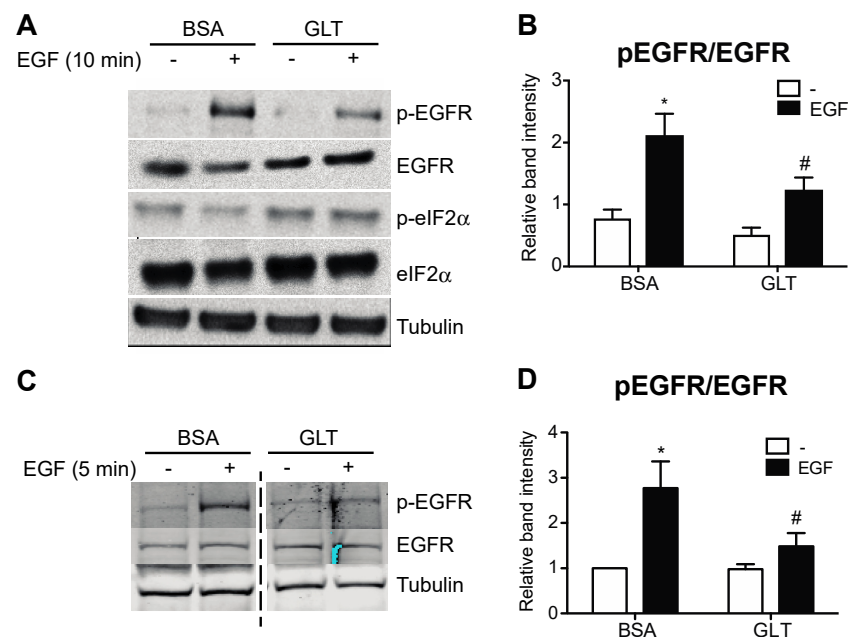 A
BSA GLT
EGF (10 min) - + - +
p-EGFR
EGFR
p-eIF2α
eIF2α
Tubulin
B
pEGFR/EGFR
Relative band intensity
3
2
1
0
*
#
-
EGF
BSA GLT
C
BSA GLT
EGF (5 min) - + - +
p-EGFR
EGFR
Tubulin
D
pEGFR/EGFR
Relative band intensity
4
3
2
1
0
*
#
-
EGF
BSA GLT